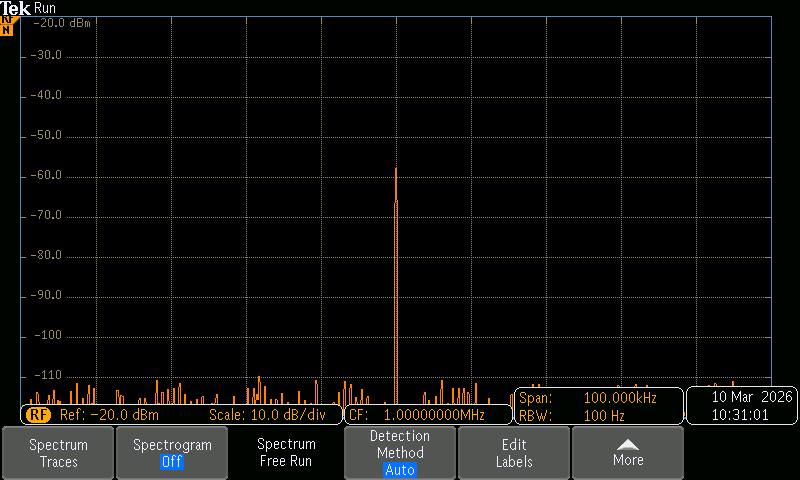 Tek Run
RF
N
-20.0 dBm
-30.0
-40.0
-50.0
-60.0
-70.0
-80.0
-90.0
-100
-110
RF Ref: -20.0 dBm Scale: 10.0 dB/div
CF: 1.00000000MHz
Span: 100.000kHz
RBW: 100 Hz
10 Mar 2026
10:31:01
Spectrum
Traces
Spectrogram
Off
Spectrum
Free Run
Detection
Method
Auto
Edit
Labels
More